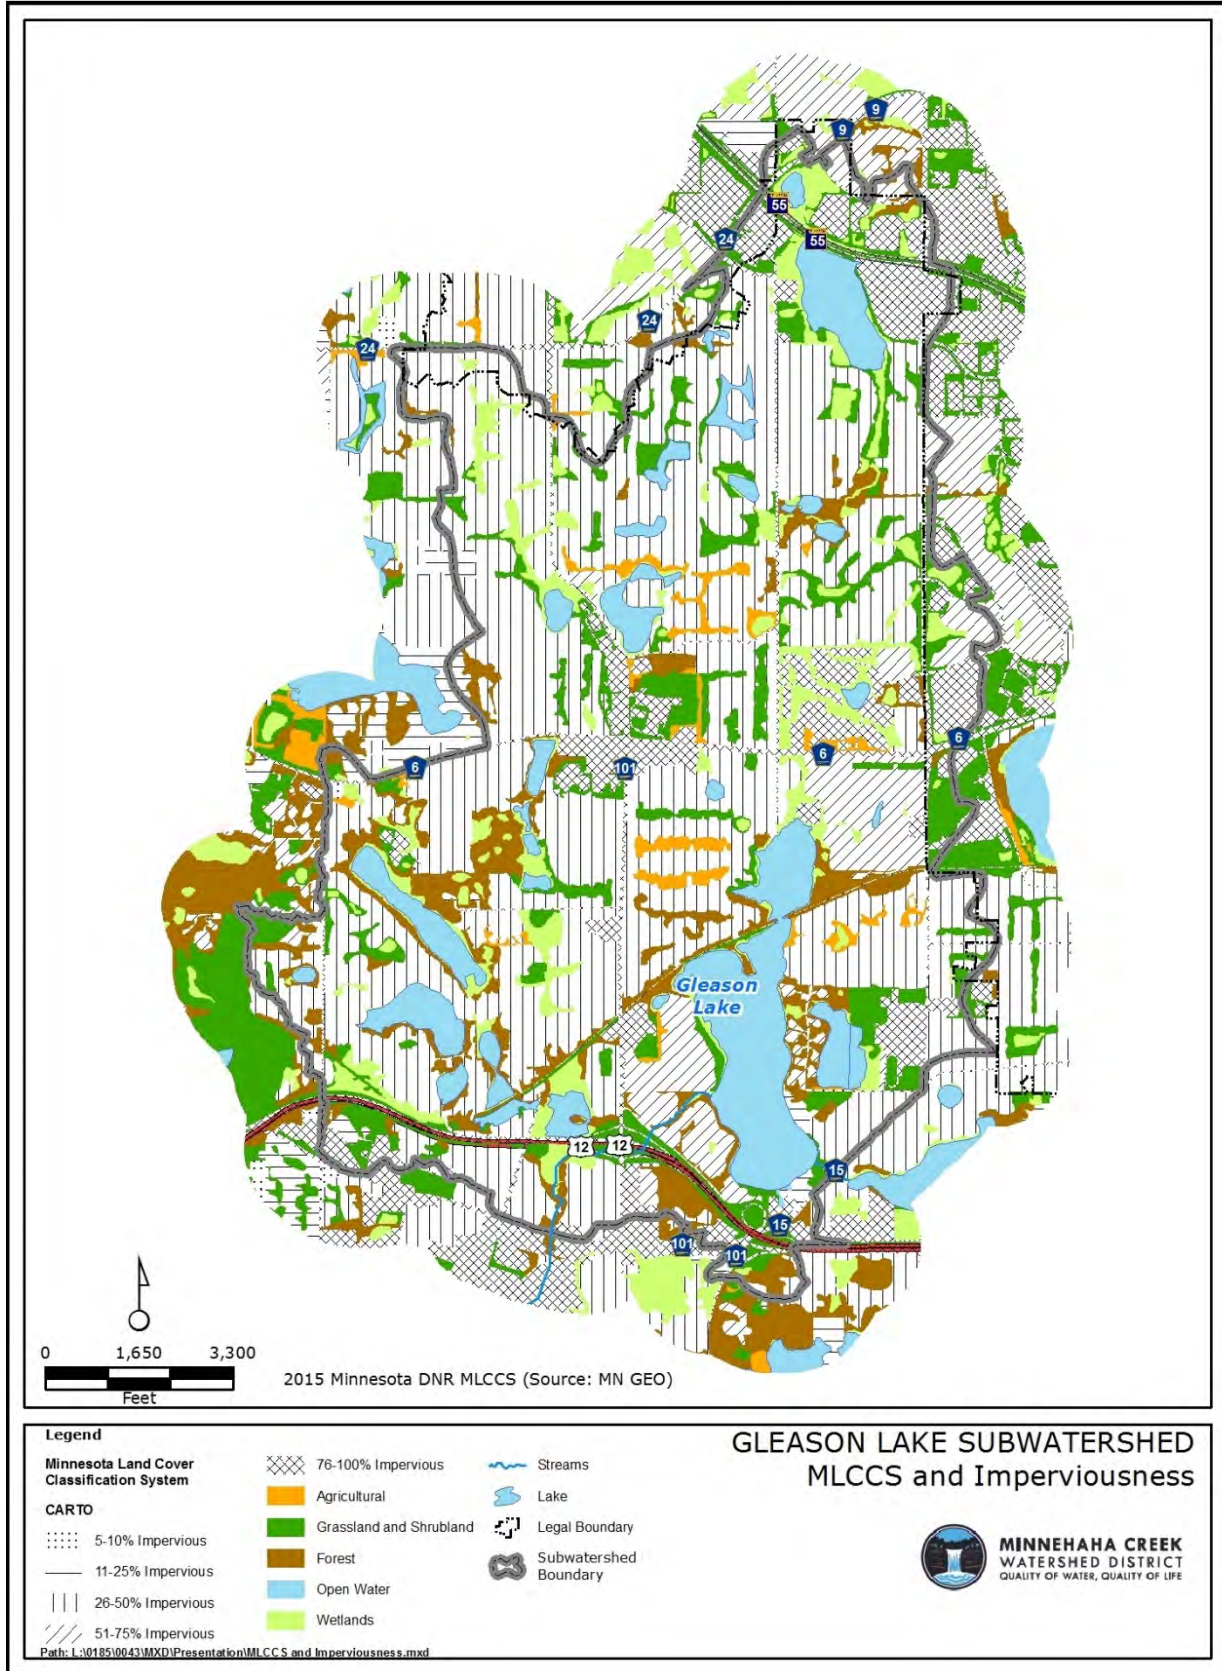 9
9
55
24
55
24
24
6
6
101
6
Gleason
Lake
12
12
15
15
101
101
0 1,650 3,300
Feet
2015 Minnesota DNR MLCCS (Source: MN GEO)
Legend
Minnesota Land Cover
Classification System
CARTO
5-10% Impervious
11-25% Impervious
26-50% Impervious
51-75% Impervious
76-100% Impervious
Agricultural
Grassland and Shrubland
Forest
Open Water
Wetlands
Streams
Lake
Legal Boundary
Subwatershed
Boundary
GLEASON LAKE SUBWATERSHED
MLCCS and Imperviousness
MINNEHAHA CREEK
WATERSHED DISTRICT
QUALITY OF WATER, QUALITY OF LIFE
Path: L:\0185\0043\MXD\Presentation\MLCCS and Imperviousness.mxd